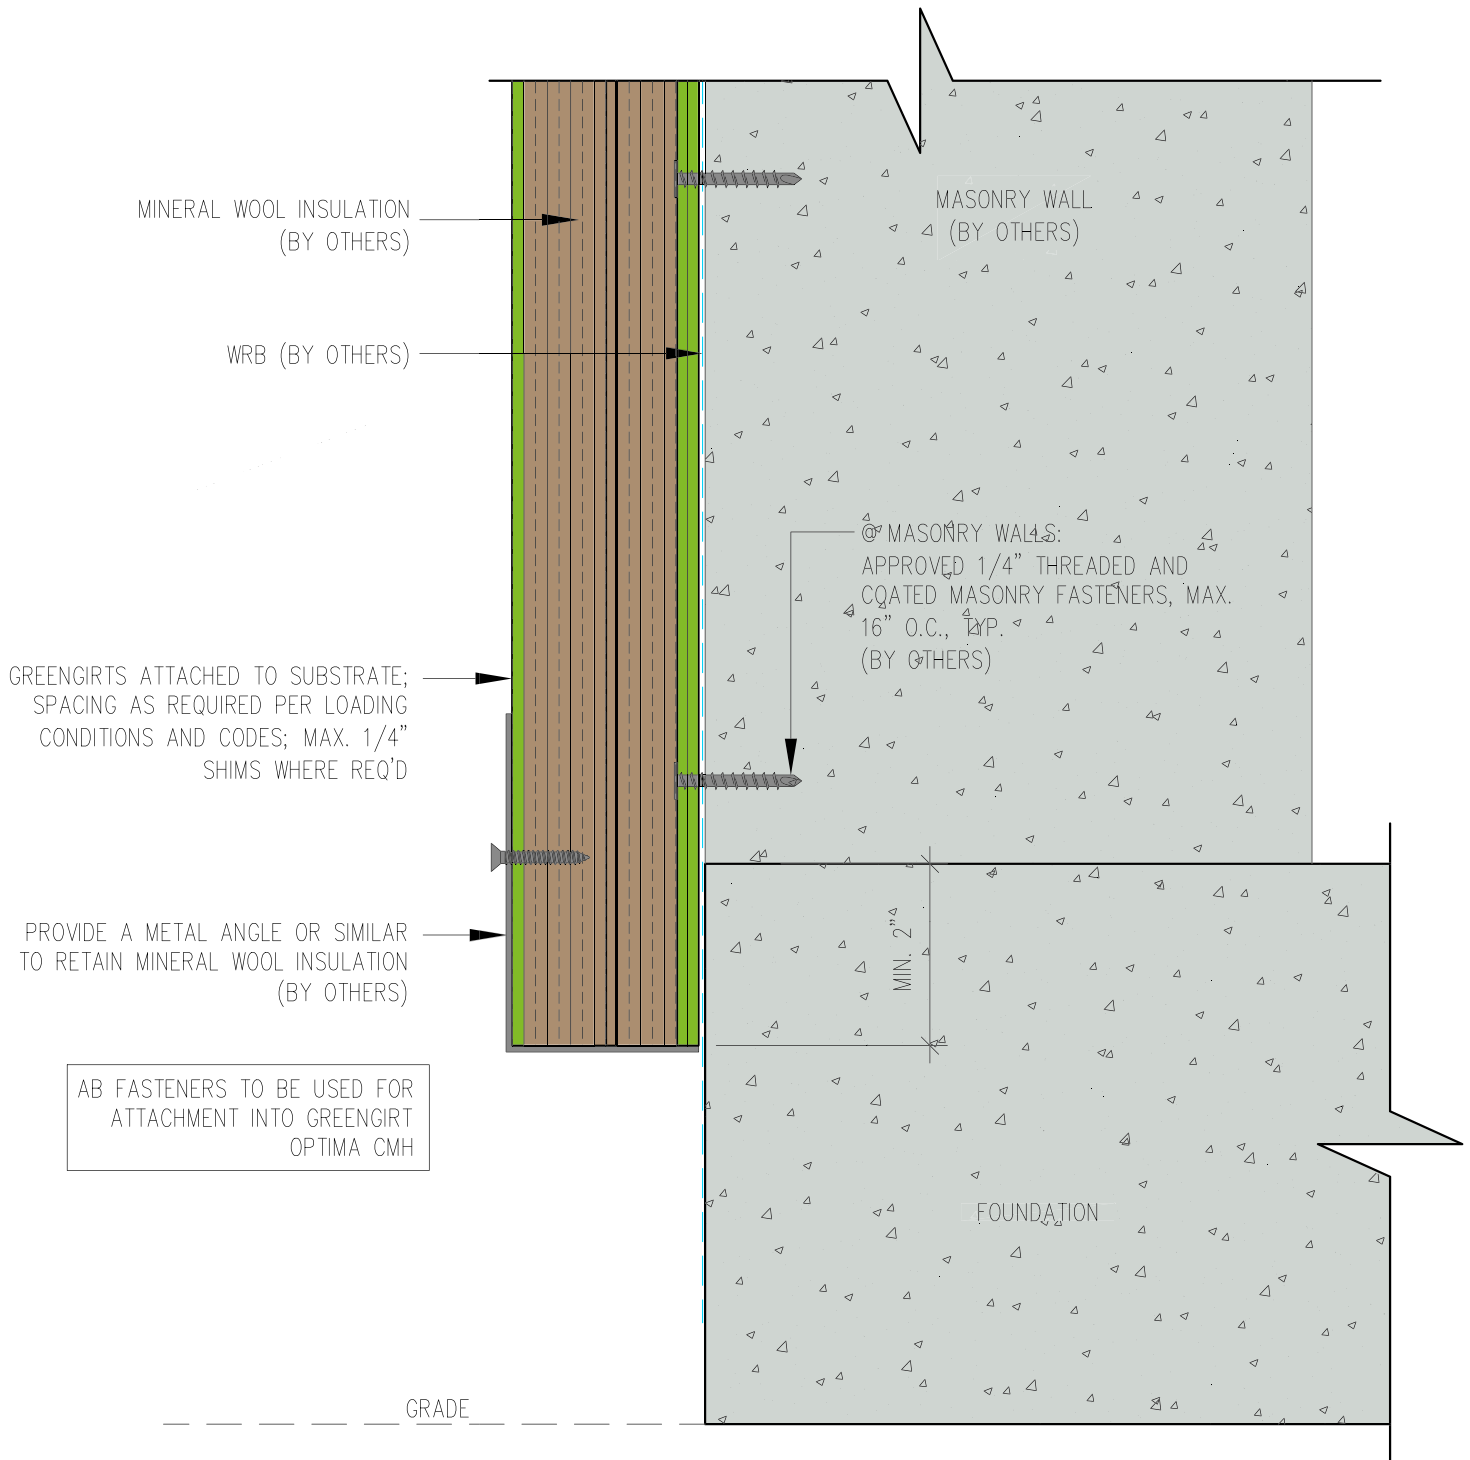 MASONRY WALL
(BY OTHERS)
MINERAL WOOL INSULATION
(BY OTHERS)
WRB (BY OTHERS)
@ MASONRY WALLS:
APPROVED 1/4" THREADED AND
COATED MASONRY FASTENERS, MAX.
16" O.C., TYP.
(BY OTHERS)
GREENGIRTS ATTACHED TO SUBSTRATE;
SPACING AS REQUIRED PER LOADING
CONDITIONS AND CODES; MAX. 1/4"
SHIMS WHERE REQ'D
PROVIDE A METAL ANGLE OR SIMILAR
TO RETAIN MINERAL WOOL INSULATION
(BY OTHERS)
MIN. 2"
AB FASTENERS TO BE USED FOR
ATTACHMENT INTO GREENGIRT
OPTIMA CMH
FOUNDATION
GRADE